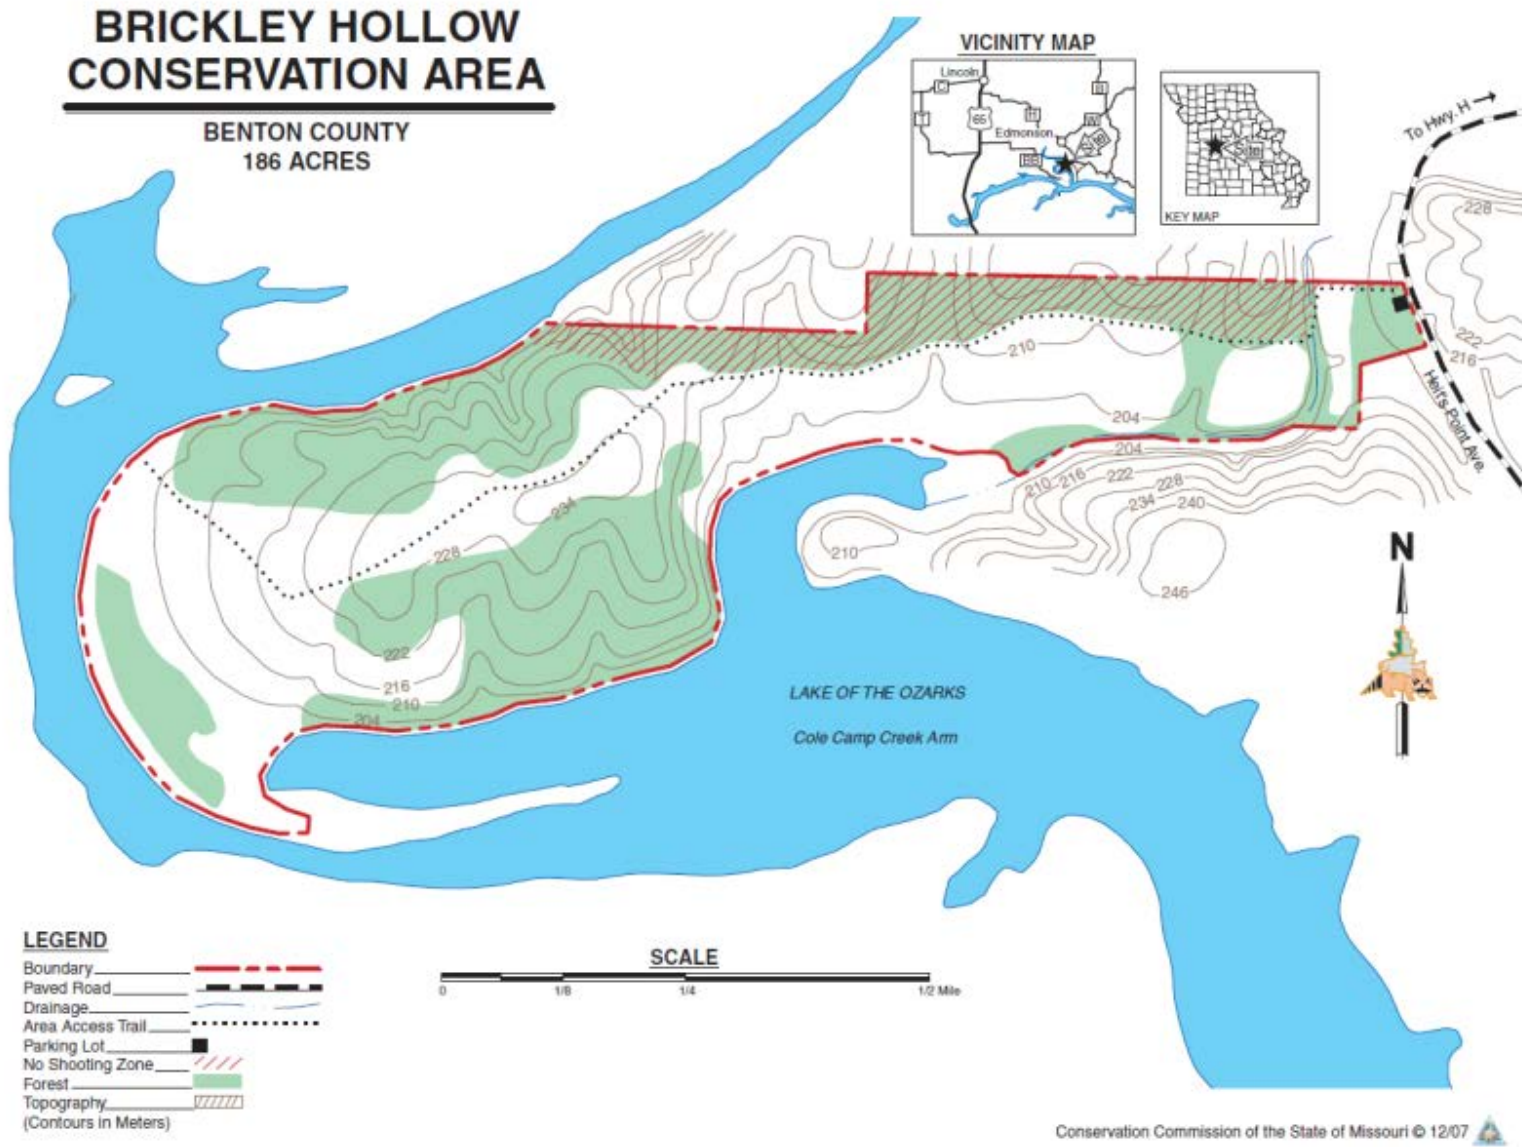 BRICKLEY HOLLOW
CONSERVATION AREA
BENTON COUNTY
186 ACRES
VICINITY MAP
Lincoln
C
T
65
H
B
W
Edmonson
BB
Site
Site
KEY MAP
To Hwy. H
228
222
216
Heit's Point Ave.
210
204
204
210
216
222
228
234
240
246
210
234
228
222
216
210
204
N
LAKE OF THE OZARKS
Cole Camp Creek Arm
LEGEND
Boundary
Paved Road
Drainage
Area Access Trail
Parking Lot
No Shooting Zone
Forest
Topography
(Contours in Meters)
SCALE
0 1/8 1/4 1/2 Mile
Conservation Commission of the State of Missouri © 12/07